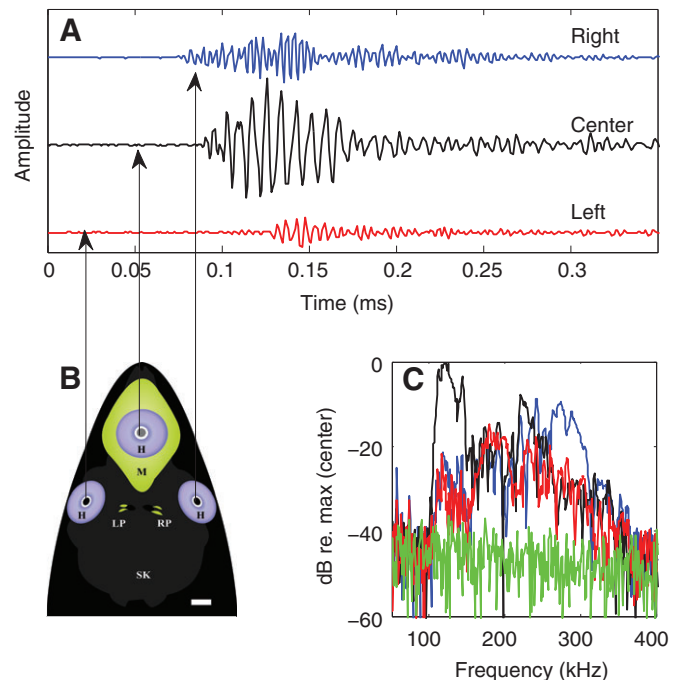 A
Right
Center
Left
Amplitude
0
0.05
0.1
0.15
0.2
0.25
0.3
Time (ms)
B
H
M
H
H
LP
RP
SK
C
0
−20
−40
−60
dB re. max (center)
100
200
300
400
Frequency (kHz)